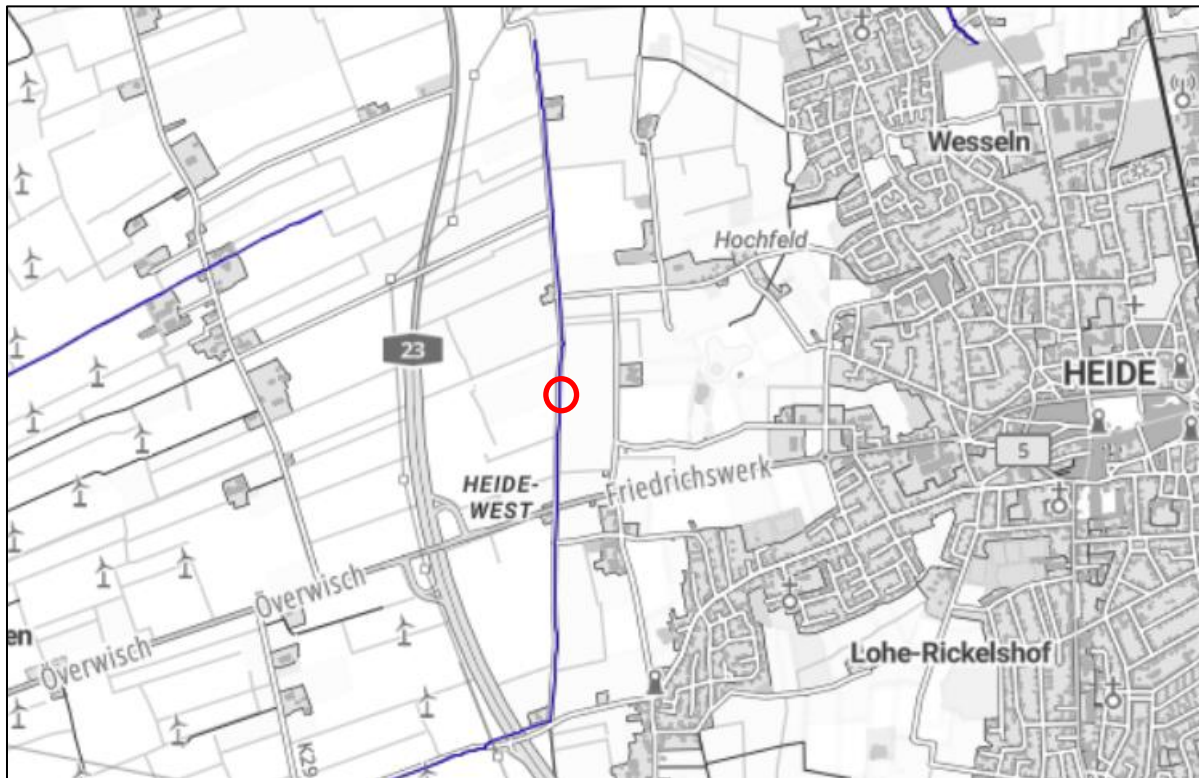 Wesseln
Hochfeld
23
HEIDE
5
HEIDE-
WEST
Friedrichswerk
Överwisch
en
Överwisch
Lohe-Rickelshof
K29